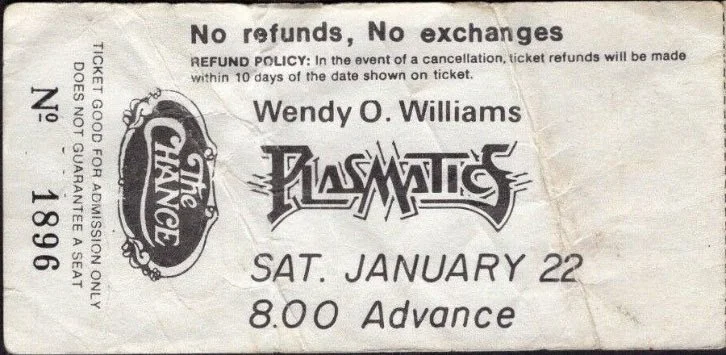 No refunds, No exchanges
REFUND POLICY: In the event of a cancellation, ticket refunds will be made
within 10 days of the date shown on ticket.
Wendy O. Williams
PLASMATICS
SAT. JANUARY 22
8.00 Advance
The
CHANCE
TICKET GOOD FOR ADMISSION ONLY
DOES NOT GUARANTEE A SEAT
Nº 1896